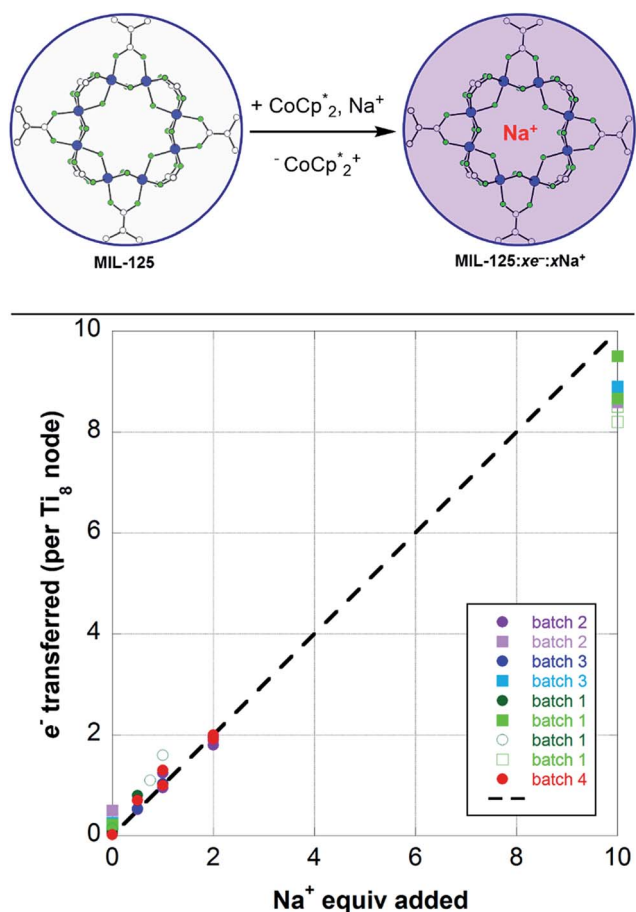 + CoCp*2, Na+
- CoCp*2+
Na+
MIL-125
MIL-125:xe–:xNa+
10
8
6
4
2
0
e- transferred (per Ti8 node)
batch 2
batch 2
batch 3
batch 3
batch 1
batch 1
batch 1
batch 1
batch 4
0 2 4 6 8 10
Na+ equiv added